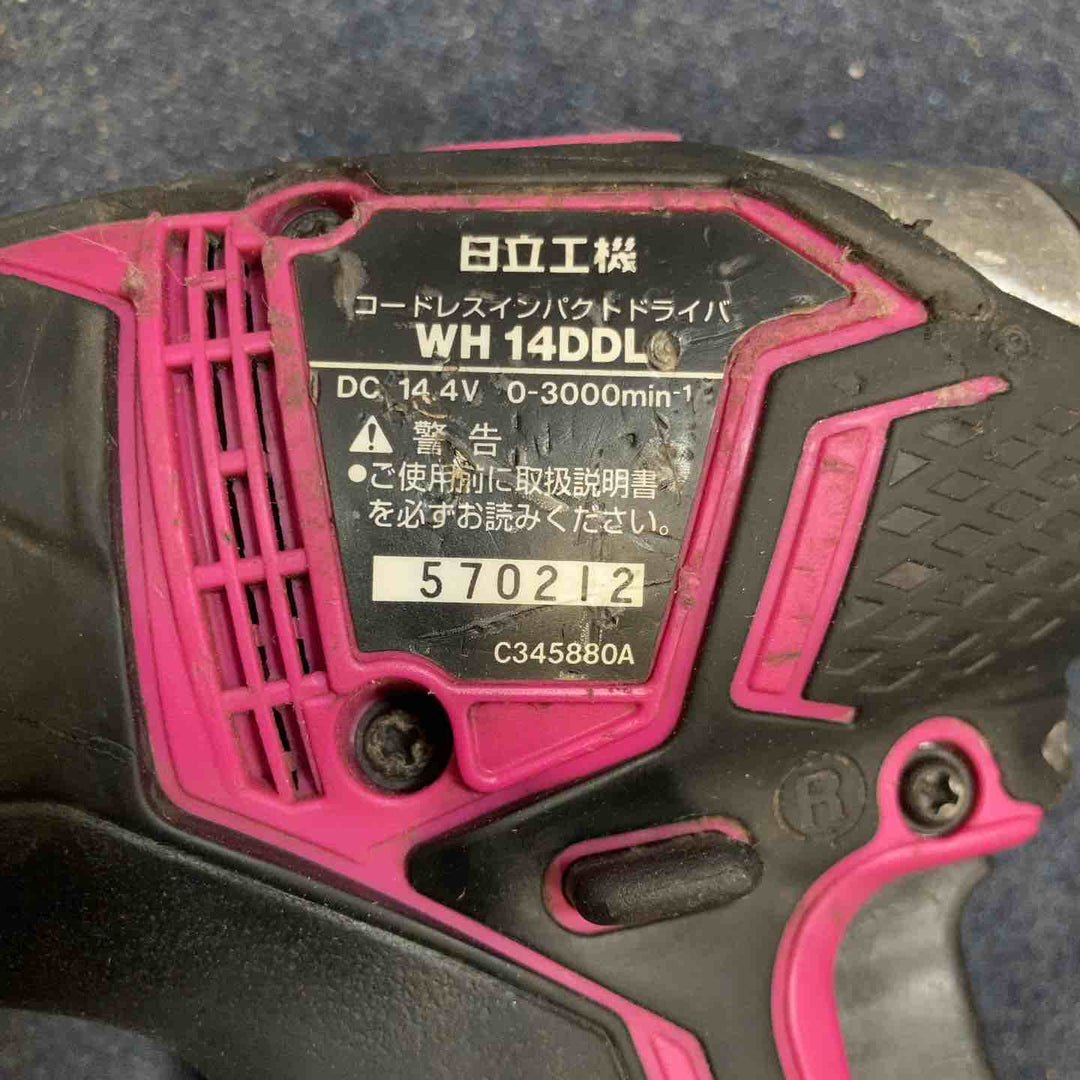 日立工機
コードレスインパクトドライバ
WH 14DDL
DC 14.4V 0-3000min-1
警告
●ご使用前に取扱説明書
を必ずお読みください。
570212
C345880A
R